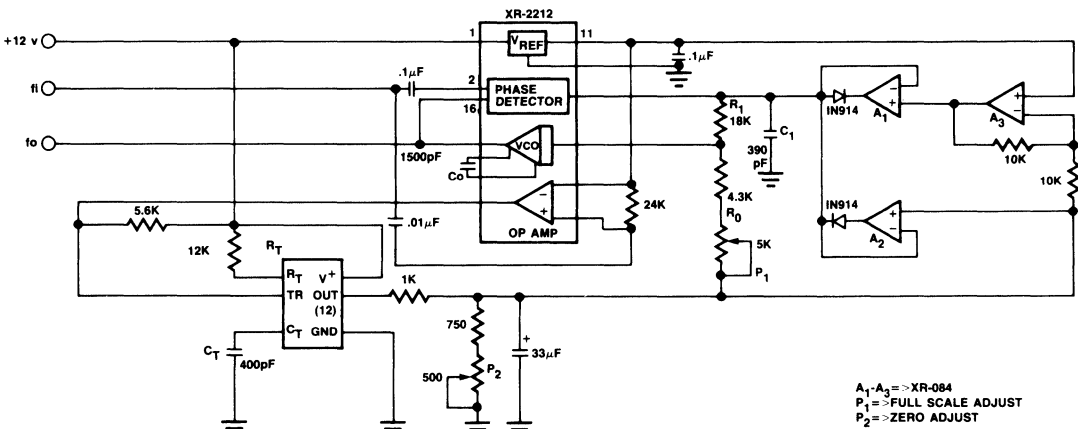 XR-2212
+12 v
1
VREF
11
.1μF
fi
.1μF
2
PHASE
DETECTOR
16
R1
18K
C1
390
pF
IN914
A1
A3
10K
10K
fo
1500pF
VCO
Co
4.3K
R0
5K
P1
24K
IN914
A2
5.6K
.01μF
OP AMP
12K
RT
RT V+
TR OUT
(12)
CT GND
1K
CT
400pF
750
500
P2
33μF
+
A1-A3=>XR-084
P1=>FULL SCALE ADJUST
P2=>ZERO ADJUST